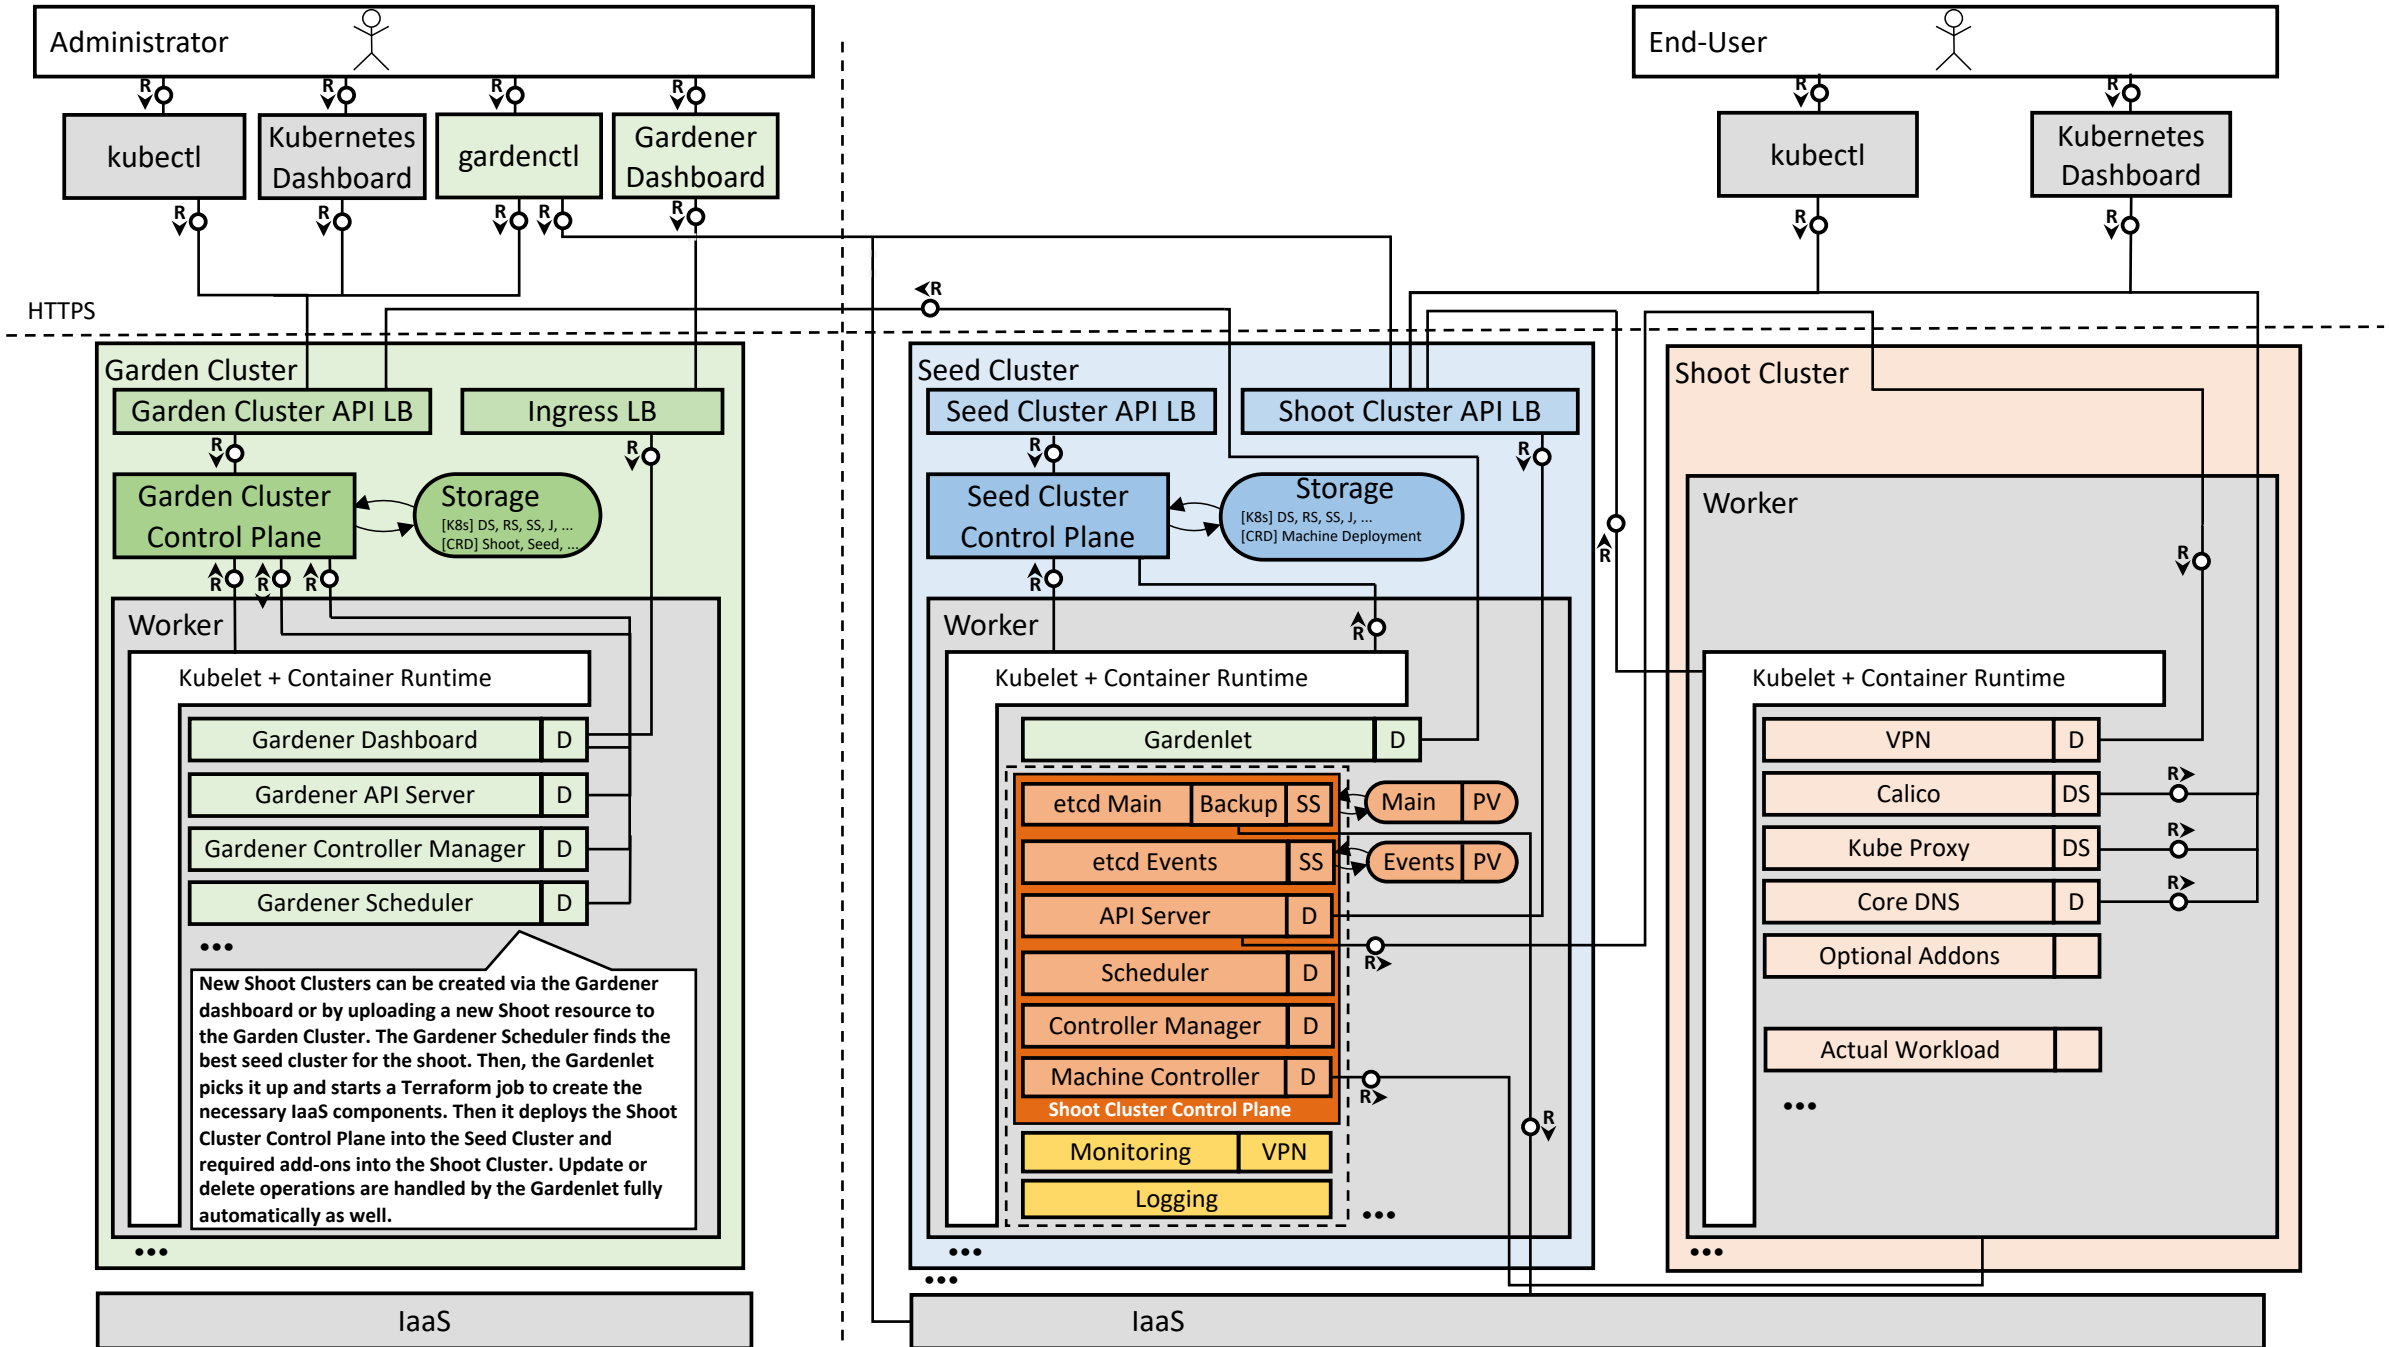 Administrator
End-User
R
R
R
R
R
R
kubectl
Kubernetes
Dashboard
gardenctl
Gardener
Dashboard
kubectl
Kubernetes
Dashboard
R
R
R
R
R
R
R
R
HTTPS
Garden Cluster
Garden Cluster API LB
Ingress LB
R
R
Garden Cluster
Control Plane
Storage
[K8s] DS, RS, SS, J, ...
[CRD] Shoot, Seed, ...
R
R
R
Worker
Kubelet + Container Runtime
Gardener Dashboard D
Gardener API Server D
Gardener Controller Manager D
Gardener Scheduler D
...
New Shoot Clusters can be created via the Gardener
dashboard or by uploading a new Shoot resource to
the Garden Cluster. The Gardener Scheduler finds the
best seed cluster for the shoot. Then, the Gardenlet
picks it up and starts a Terraform job to create the
necessary IaaS components. Then it deploys the Shoot
Cluster Control Plane into the Seed Cluster and
required add-ons into the Shoot Cluster. Update or
delete operations are handled by the Gardenlet fully
automatically as well.
...
IaaS
Seed Cluster
Seed Cluster API LB
Shoot Cluster API LB
R
R
Seed Cluster
Control Plane
Storage
[K8s] DS, RS, SS, J, ...
[CRD] Machine Deployment
R
R
R
Worker
Kubelet + Container Runtime
Gardenlet D
etcd Main Backup SS
Main PV
etcd Events SS
Events PV
API Server D
R
Scheduler D
Controller Manager D
Machine Controller D
R
Shoot Cluster Control Plane
R
Monitoring VPN
Logging
...
...
...
IaaS
Shoot Cluster
Worker
R
Kubelet + Container Runtime
VPN D
Calico DS
R
Kube Proxy DS
R
Core DNS D
R
Optional Addons
Actual Workload
...
...